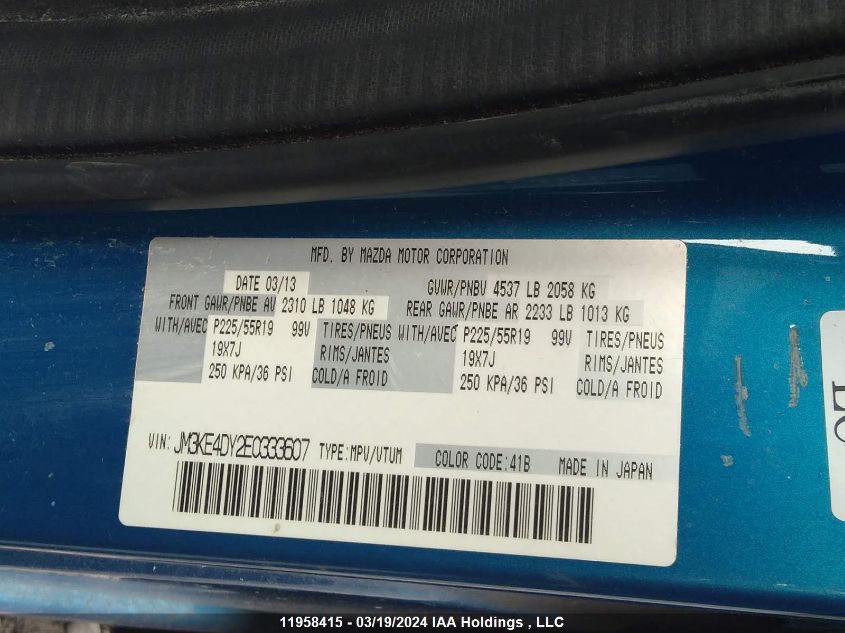 MFD. BY MAZDA MOTOR CORPORATION
DATE 03/13 GVWR/PNBV 4537 LB 2058 KG
FRONT GAWR/PNBE AV 2310 LB 1048 KG REAR GAWR/PNBE AR 2233 LB 1013 KG
WITH/AVEC P225/55R19 99V TIRES/PNEUS WITH/AVEC P225/55R19 99V TIRES/PNEUS
19X7J RIMS/JANTES 19X7J RIMS/JANTES
250 KPA/36 PSI COLD/A FROID 250 KPA/36 PSI COLD/A FROID
VIN: JM3KE4DY2E0333607 TYPE:MPV/VTUM COLOR CODE:41B MADE IN JAPAN
11958415 - 03/19/2024 IAA Holdings , LLC